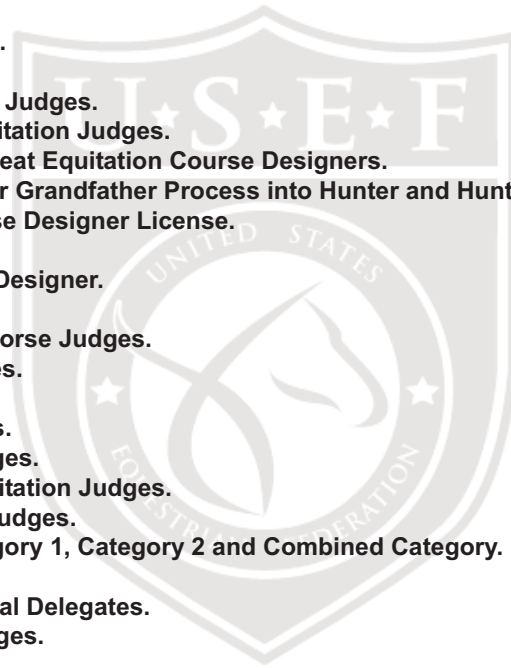 .
Judges.
itation Judges.
eat Equitation Course Designers.
r Grandfather Process into Hunter and Hunt
se Designer License.
Designer.
orse Judges.
es.
s.
ges.
itation Judges.
Judges.
gory 1, Category 2 and Combined Category.
al Delegates.
ges.
U★S★E★F
UNITED STATES
EQUESTRIAN FEDERATION